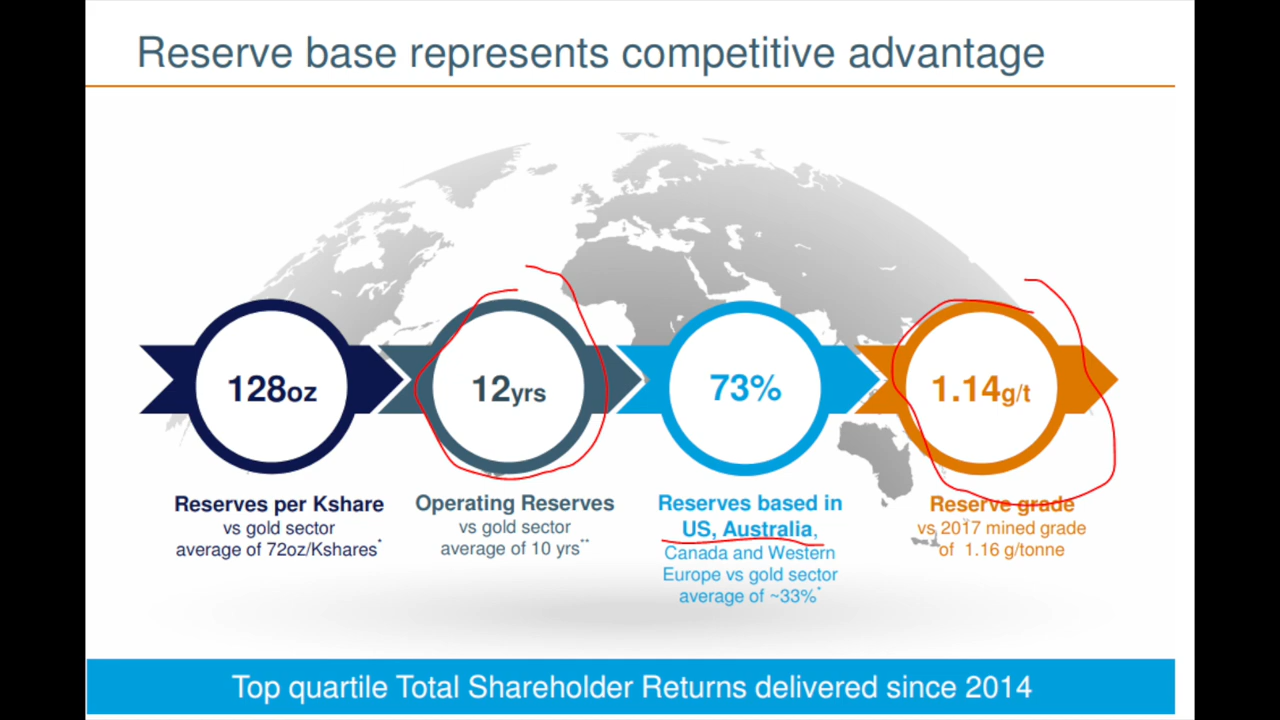 Reserve base represents competitive advantage
128oz
Reserves per Kshare
vs gold sector
average of 72oz/Kshares*
12yrs
Operating Reserves
vs gold sector
average of 10 yrs**
73%
Reserves based in
US, Australia,
Canada and Western
Europe vs gold sector
average of ~33%*
1.14g/t
Reserve grade
vs 2017 mined grade
of 1.16 g/tonne
Top quartile Total Shareholder Returns delivered since 2014